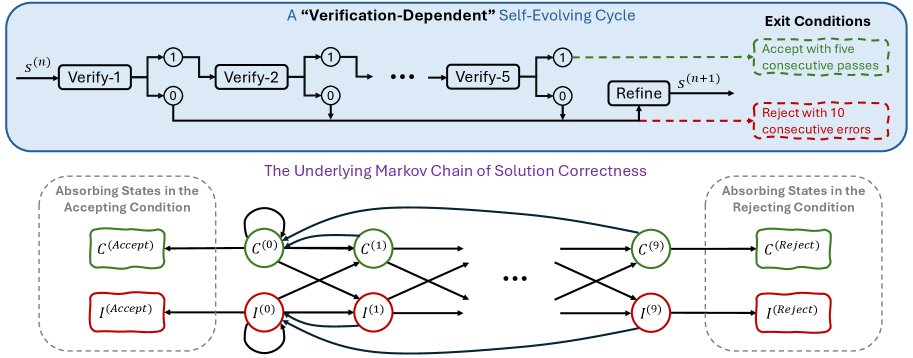 A “Verification-Dependent” Self-Evolving Cycle
Exit Conditions
S^(n)
Verify-1
1
0
Verify-2
1
0
...
Verify-5
1
0
Refine
S^(n+1)
Accept with five
consecutive passes
Reject with 10
consecutive errors
The Underlying Markov Chain of Solution Correctness
Absorbing States in the
Accepting Condition
Absorbing States in the
Rejecting Condition
C^(Accept)
C^(0)
C^(1)
...
C^(9)
C^(Reject)
I^(Accept)
I^(0)
I^(1)
I^(9)
I^(Reject)